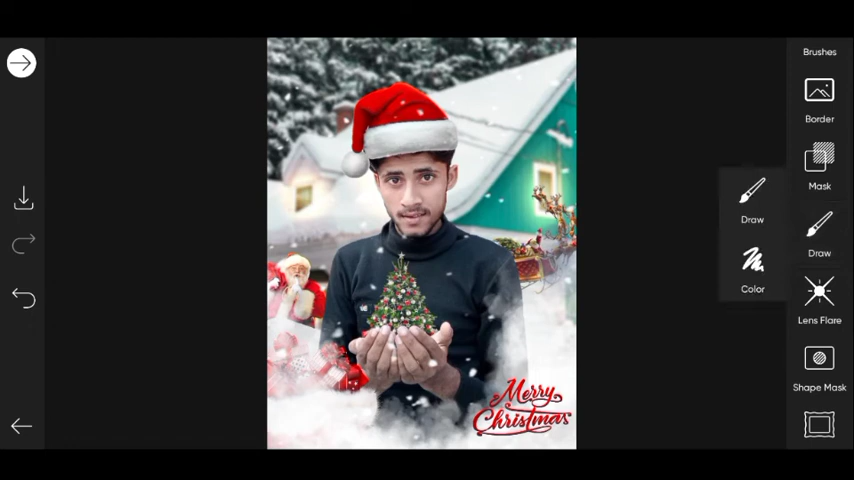 Brushes
Border
Mask
Draw
Draw
Color
Lens Flare
Shape Mask
Merry
Christmas